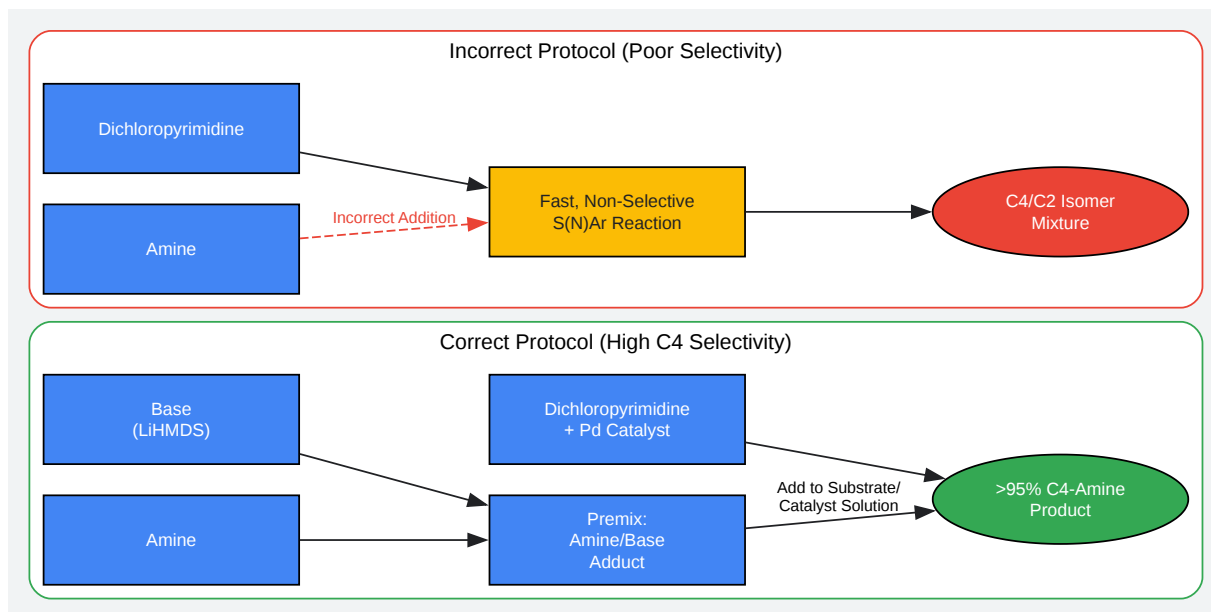 Incorrect Protocol (Poor Selectivity)
Dichloropyrimidine
Amine
Incorrect Addition
Fast, Non-Selective
S(N)Ar Reaction
C4/C2 Isomer
Mixture
Correct Protocol (High C4 Selectivity)
Base
(LiHMDS)
Amine
Dichloropyrimidine
+ Pd Catalyst
Premix:
Amine/Base
Adduct
Add to Substrate/
Catalyst Solution
>95% C4-Amine
Product